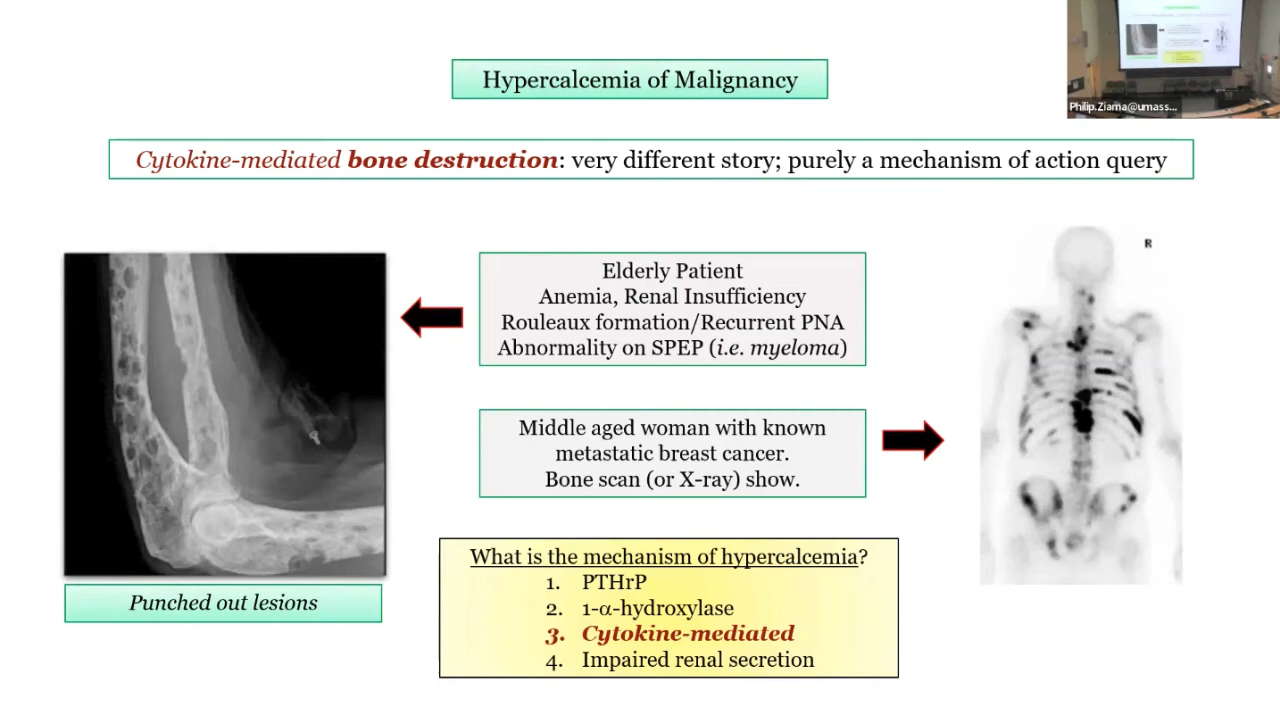 Philip.Ziama@umass...
Hypercalcemia of Malignancy
Cytokine-mediated bone destruction: very different story; purely a mechanism of action query
R
Elderly Patient
Anemia, Renal Insufficiency
Rouleaux formation/Recurrent PNA
Abnormality on SPEP (i.e. myeloma)
Middle aged woman with known
metastatic breast cancer.
Bone scan (or X-ray) show.
Punched out lesions
What is the mechanism of hypercalcemia?
1. PTHrP
2. 1-α-hydroxylase
3. Cytokine-mediated
4. Impaired renal secretion